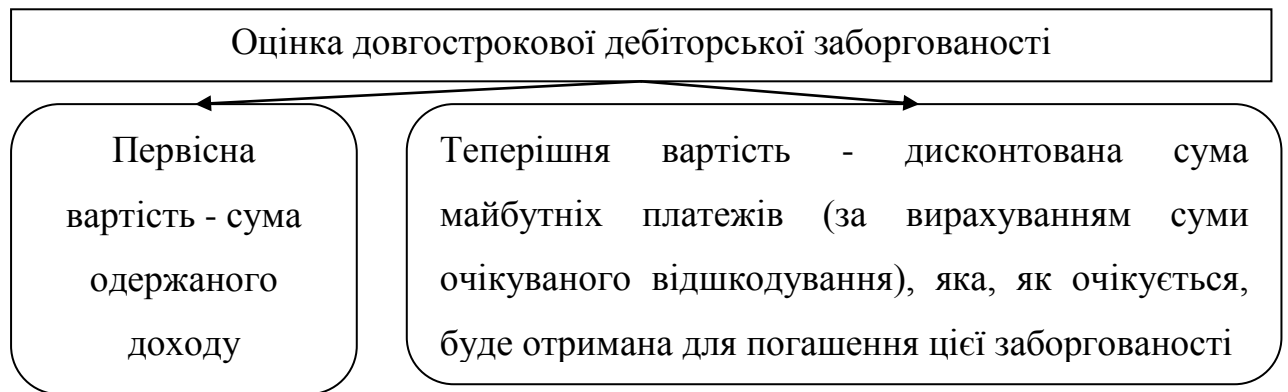 Оцінка довгострокової дебіторської заборгованості
Первісна
вартість - сума
одержаного
доходу
Теперішня вартість - дисконтована сума
майбутніх платежів (за вирахуванням суми
очікуваного відшкодування), яка, як очікується,
буде отримана для погашення цієї заборгованості